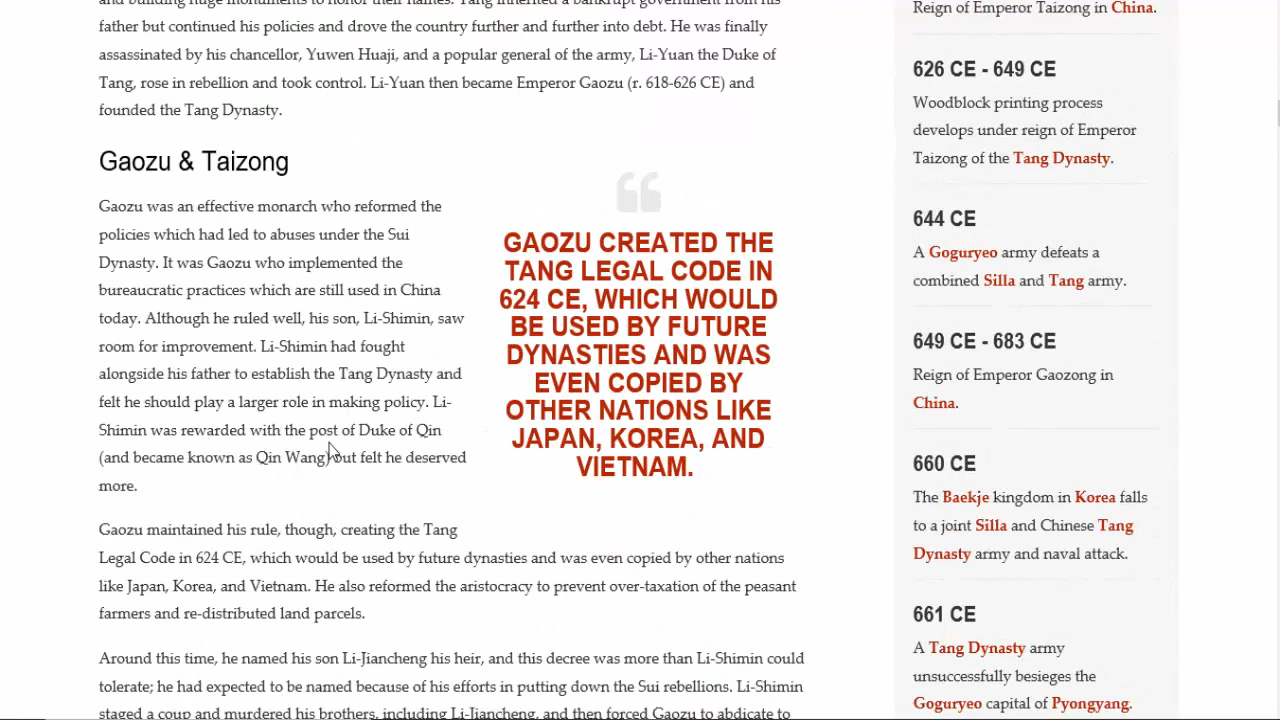 and building huge monuments to honor their names. Yang inherited a bankrupt government from his
father but continued his policies and drove the country further and further into debt. He was finally
assassinated by his chancellor, Yuwen Huaji, and a popular general of the army, Li-Yuan the Duke of
Tang, rose in rebellion and took control. Li-Yuan then became Emperor Gaozu (r. 618-626 CE) and
founded the Tang Dynasty.
Gaozu & Taizong
Gaozu was an effective monarch who reformed the
policies which had led to abuses under the Sui
Dynasty. It was Gaozu who implemented the
bureaucratic practices which are still used in China
today. Although he ruled well, his son, Li-Shimin, saw
room for improvement. Li-Shimin had fought
alongside his father to establish the Tang Dynasty and
felt he should play a larger role in making policy. Li-
Shimin was rewarded with the post of Duke of Qin
(and became known as Qin Wang) but felt he deserved
more.
“
GAOZU CREATED THE
TANG LEGAL CODE IN
624 CE, WHICH WOULD
BE USED BY FUTURE
DYNASTIES AND WAS
EVEN COPIED BY
OTHER NATIONS LIKE
JAPAN, KOREA, AND
VIETNAM.
Gaozu maintained his rule, though, creating the Tang
Legal Code in 624 CE, which would be used by future dynasties and was even copied by other nations
like Japan, Korea, and Vietnam. He also reformed the aristocracy to prevent over-taxation of the peasant
farmers and re-distributed land parcels.
Around this time, he named his son Li-Jiancheng his heir, and this decree was more than Li-Shimin could
tolerate; he had expected to be named because of his efforts in putting down the Sui rebellions. Li-Shimin
staged a coup and murdered his brothers, including Li-Jiancheng, and then forced Gaozu to abdicate to
Reign of Emperor Taizong in China.
626 CE - 649 CE
Woodblock printing process
develops under reign of Emperor
Taizong of the Tang Dynasty.
644 CE
A Goguryeo army defeats a
combined Silla and Tang army.
649 CE - 683 CE
Reign of Emperor Gaozong in
China.
660 CE
The Baekje kingdom in Korea falls
to a joint Silla and Chinese Tang
Dynasty army and naval attack.
661 CE
A Tang Dynasty army
unsuccessfully besieges the
Goguryeo capital of Pyongyang.